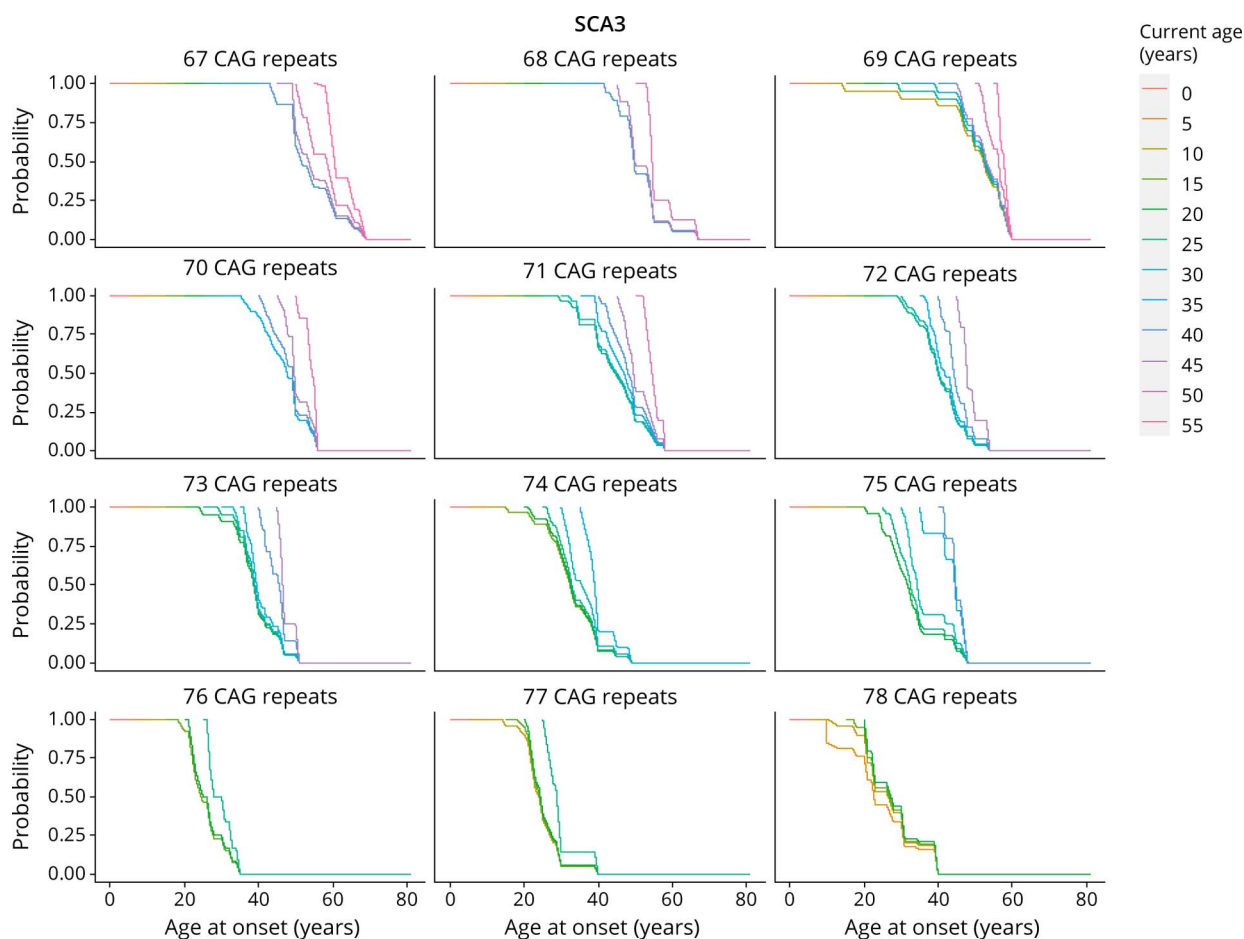 SCA3
67 CAG repeats
68 CAG repeats
69 CAG repeats
Probability
1.00
0.75
0.50
0.25
0.00
70 CAG repeats
71 CAG repeats
72 CAG repeats
Probability
1.00
0.75
0.50
0.25
0.00
73 CAG repeats
74 CAG repeats
75 CAG repeats
Probability
1.00
0.75
0.50
0.25
0.00
76 CAG repeats
77 CAG repeats
78 CAG repeats
Probability
1.00
0.75
0.50
0.25
0.00
0 20 40 60 80
0 20 40 60 80
0 20 40 60 80
Age at onset (years)
Age at onset (years)
Age at onset (years)
Current age
(years)
0
5
10
15
20
25
30
35
40
45
50
55